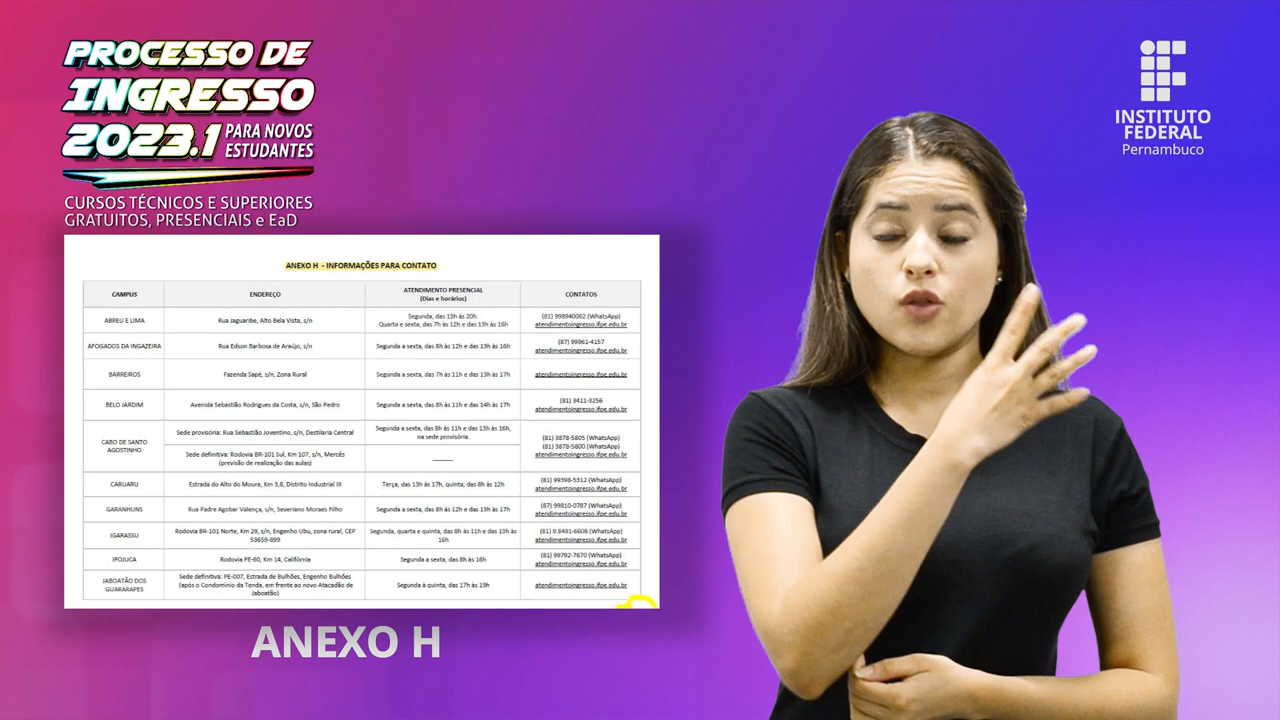 PROCESSO DE
INGRESSO
2023.1 PARA NOVOS
ESTUDANTES
CURSOS TÉCNICOS E SUPERIORES
GRATUITOS, PRESENCIAIS e EaD
INSTITUTO
FEDERAL
Pernambuco
ANEXO H - INFORMAÇÕES PARA CONTATO
CAMPUS
ENDEREÇO
ATENDIMENTO PRESENCIAL
(Dias e horários)
CONTATOS
ABREU E LIMA
Rua Jaguaribe, Alto Bela Vista, s/n
Segunda, das 13h às 20h.
Quarta e sexta, das 7h às 12h e das 13h às 16h
(81) 998940062 (WhatsApp)
atendimentoingresso.ifpe.edu.br
AFOGADOS DA INGAZEIRA
Rua Edson Barbosa de Araújo, s/n
Segunda a sexta, das 8h às 12h e das 13h às 16h
(87) 99961-4157
atendimentoingresso.ifpe.edu.br
BARREIROS
Fazenda Sapé, s/n, Zona Rural
Segunda a sexta, das 7h às 11h e das 13h às 17h
atendimentoingresso.ifpe.edu.br
BELO JARDIM
Avenida Sebastião Rodrigues da Costa, s/n, São Pedro
Segunda a sexta, das 8h às 11h e das 14h às 17h
(81) 3411-3256
atendimentoingresso.ifpe.edu.br
CABO DE SANTO
AGOSTINHO
Sede provisória: Rua Sebastião Joventino, s/n, Destilaria Central
Segunda a sexta, das 8h às 11h e das 13h às 16h,
na sede provisória.
Sede definitiva: Rodovia BR-101 Sul, Km 107, s/n, Mercês
(previsão de realização das aulas)
(81) 3878-5805 (WhatsApp)
(81) 3878-5800 (WhatsApp)
atendimentoingresso.ifpe.edu.br
CARUARU
Estrada do Alto do Moura, Km 3,8, Distrito Industrial III
Terça, das 13h às 17h, quinta, das 8h às 12h
(81) 99398-5312 (WhatsApp)
atendimentoingresso.ifpe.edu.br
GARANHUNS
Rua Padre Agobar Valença, s/n, Severiano Moraes Filho
Segunda a sexta, das 8h às 12h
(87) 99810-0787 (WhatsApp)
atendimentoingresso.ifpe.edu.br
IGARASSU
Rodovia BR-101 Norte, Km 29, s/n, Engenho Ubu, zona rural, CEP
53659-899
Segunda, quarta e quinta, das 8h às 11h e das 13h às
16h
(81) 9.8491-6608 (WhatsApp)
atendimentoingresso.ifpe.edu.br
IPOJUCA
Rodovia PE-60, Km 14, Califórnia
Segunda a sexta, das 8h às 16h
(81) 99792-7670 (WhatsApp)
atendimentoingresso.ifpe.edu.br
JABOATÃO DOS
GUARARAPES
Sede definitiva: PE-007, Estrada de Bulhões, Engenho Bulhões
(após o Condomínio da Tenda, em frente ao novo Atacadão de
Jaboatão)
Segunda à quinta, das 17h às 19h
atendimentoingresso.ifpe.edu.br
ANEXO H